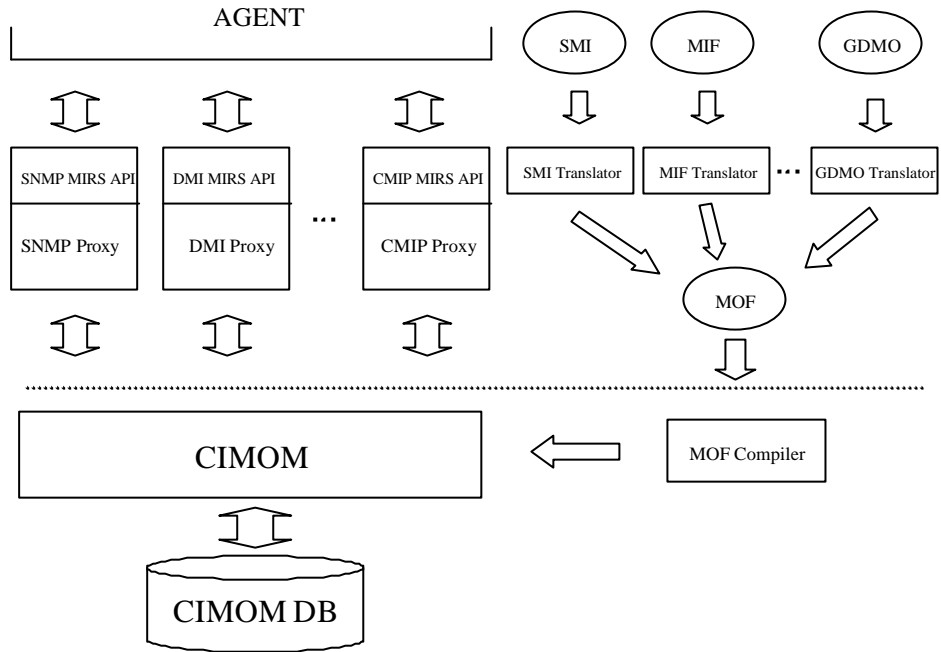 AGENT
SMI
MIF
GDMO
SNMP MIRS API
DMI MIRS API
...
CMIP MIRS API
SNMP Proxy
DMI Proxy
CMIP Proxy
SMI Translator
MIF Translator
...
GDMO Translator
MOF
CIMOM
MOF Compiler
CIMOM DB